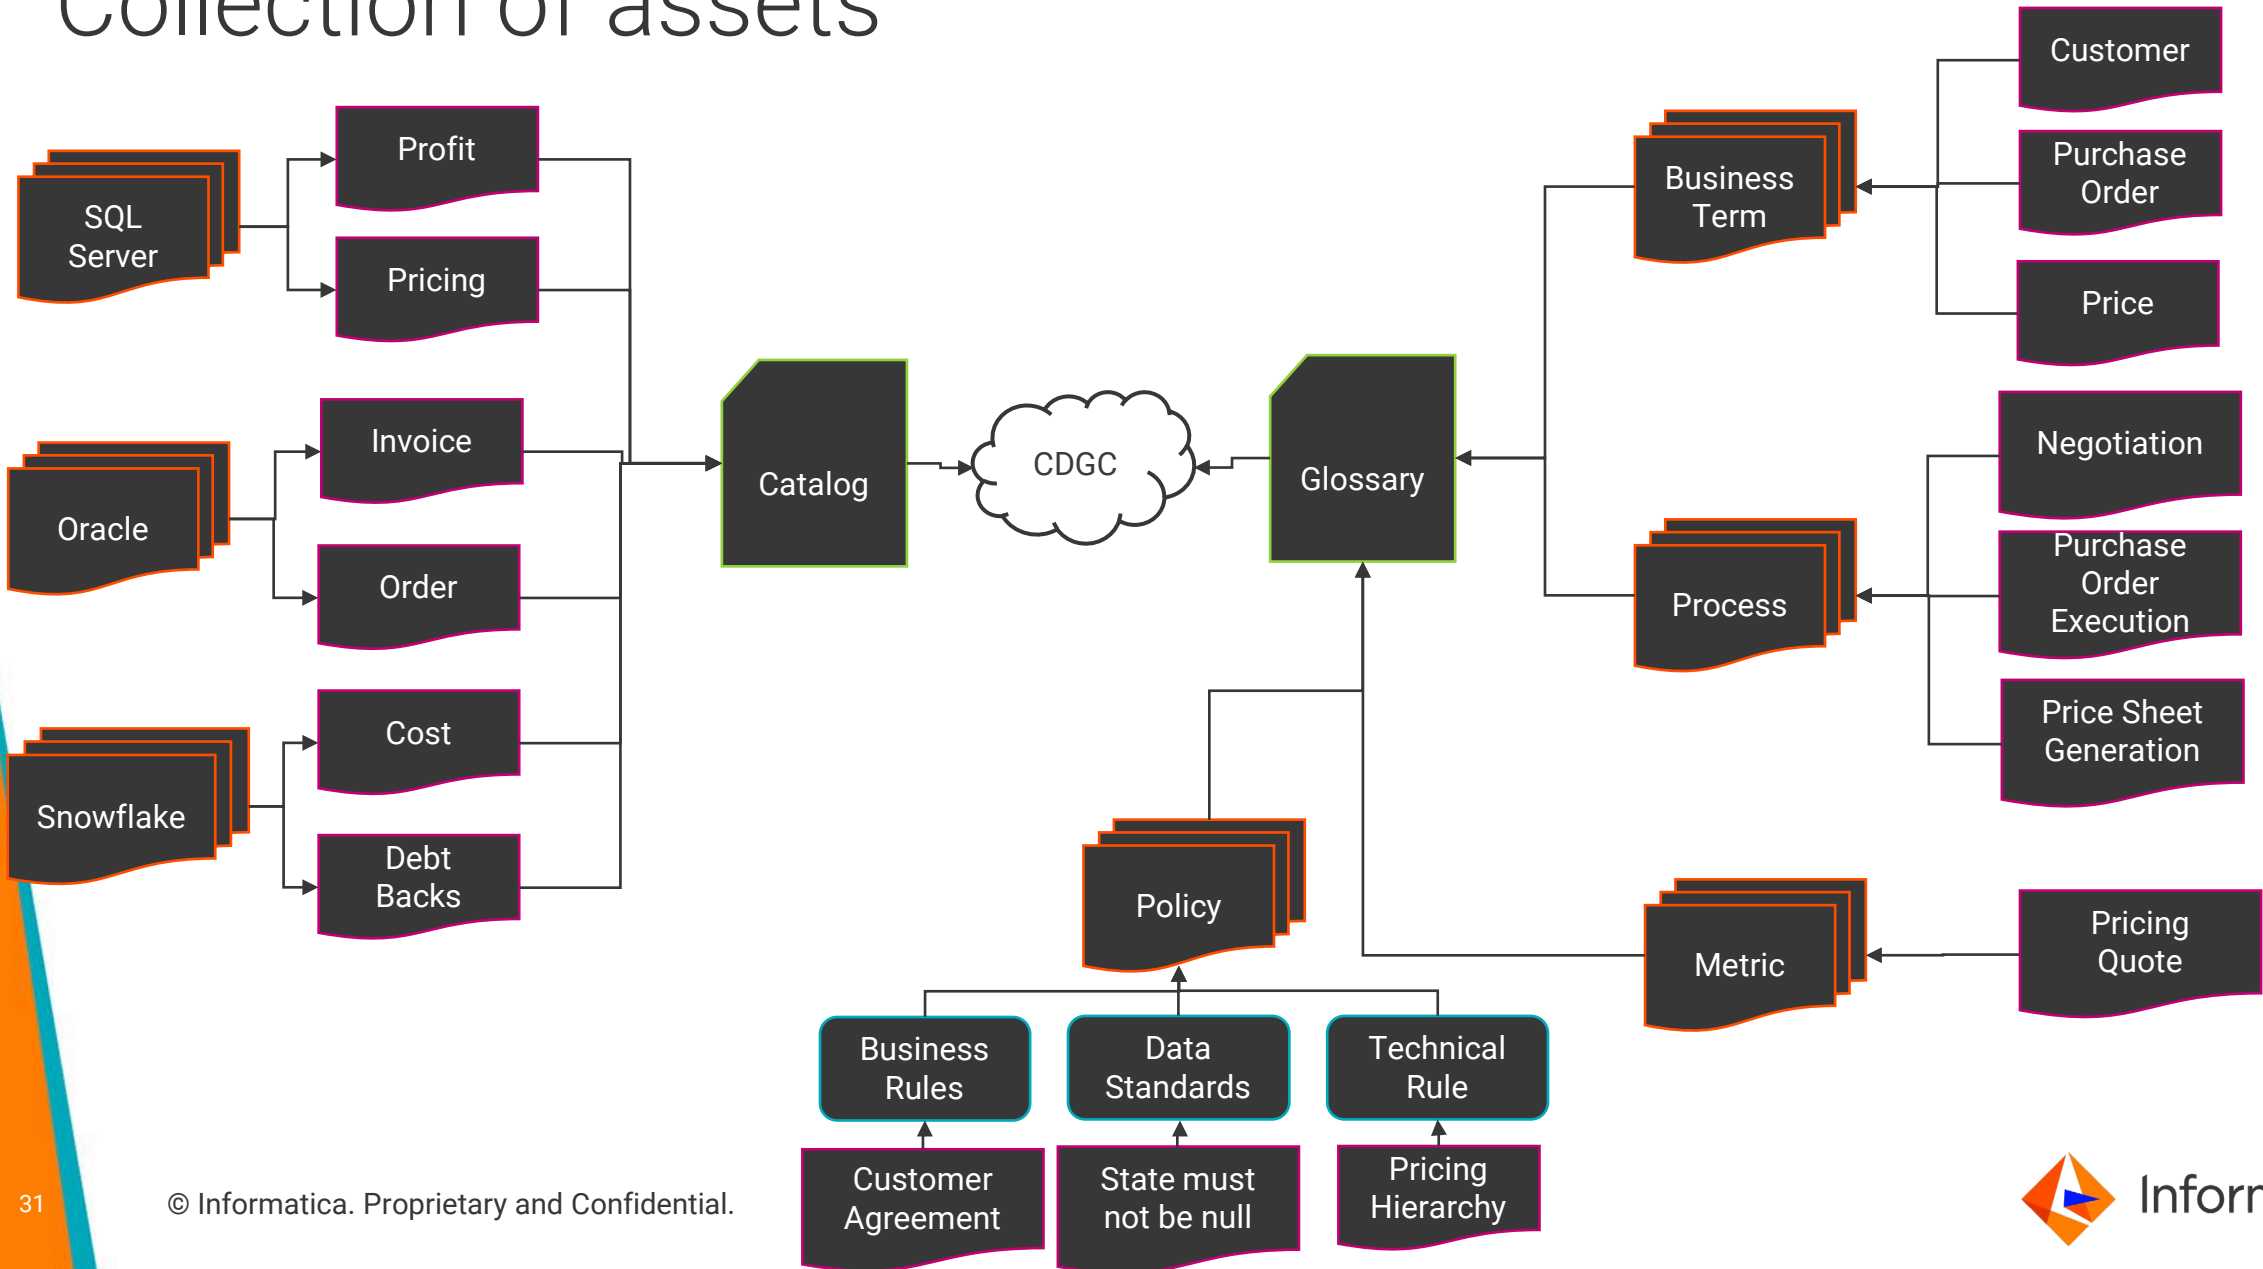 Collection of assets
SQL
Server
Profit
Pricing
Oracle
Invoice
Order
Snowflake
Cost
Debt
Backs
Catalog
CDGC
Glossary
Business
Term
Customer
Purchase
Order
Price
Process
Negotiation
Purchase
Order
Execution
Price Sheet
Generation
Metric
Pricing
Quote
Policy
Business
Rules
Data
Standards
Technical
Rule
Customer
Agreement
State must
not be null
Pricing
Hierarchy
31
© Informatica. Proprietary and Confidential.